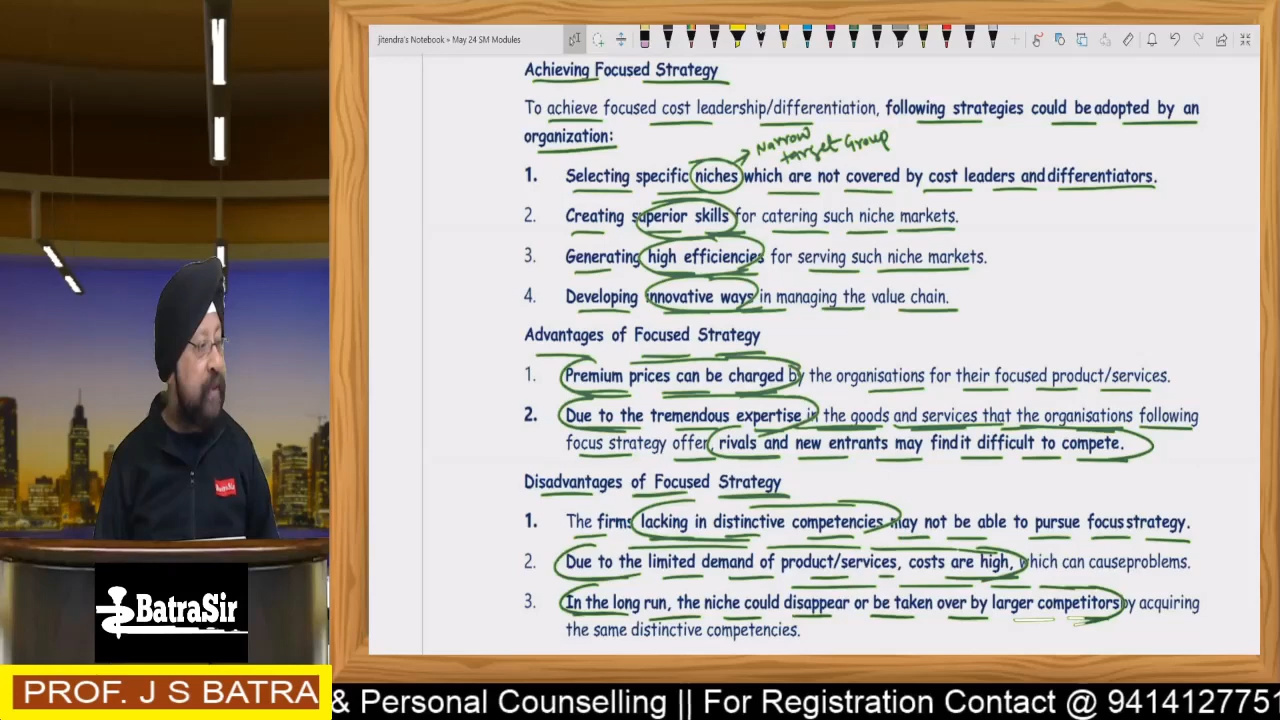 jitendra's Notebook » May 24 SM Modules
Achieving Focused Strategy
To achieve focused cost leadership/differentiation, following strategies could be adopted by an
organization:
Narrow
target Group
1. Selecting specific niches which are not covered by cost leaders and differentiators.
2. Creating superior skills for catering such niche markets.
3. Generating high efficiencies for serving such niche markets.
4. Developing innovative ways in managing the value chain.
Advantages of Focused Strategy
1. Premium prices can be charged by the organisations for their focused product/services.
2. Due to the tremendous expertise in the goods and services that the organisations following
focus strategy offer, rivals and new entrants may find it difficult to compete.
Disadvantages of Focused Strategy
1. The firms lacking in distinctive competencies may not be able to pursue focus strategy.
2. Due to the limited demand of product/services, costs are high, which can causeproblems.
3. In the long run, the niche could disappear or be taken over by larger competitors by acquiring
the same distinctive competencies.
BatraSir
BatraSir
PROF. J S BATRA
& Personal Counselling || For Registration Contact @ 9414127751